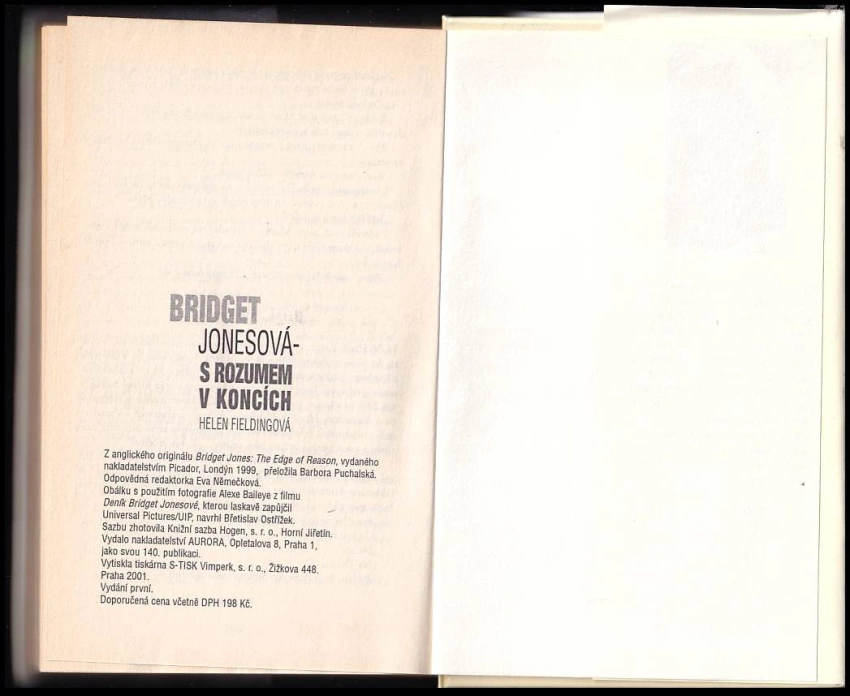 BRIDGET
JONESOVÁ-
S ROZUMEM
V KONCÍCH
HELEN FIELDINGOVÁ
Z anglického originálu Bridget Jones: The Edge of Reason, vydaného
nakladatelstvím Picador, Londýn 1999, přeložila Barbora Puchalská.
Odpovědná redaktorka Eva Němečková.
Obálku s použitím fotografie Alexe Baileye z filmu
Deník Bridget Jonesové, kterou laskavě zapůjčil
Universal Pictures/UIP, navrhl Břetislav Ostřížek.
Sazbu zhotovila Knižní sazba Hogen, s. r. o., Horní Jiřetín.
Vydalo nakladatelství AURORA, Opletalova 8, Praha 1,
jako svou 140. publikaci.
Vytiskla tiskárna S-TISK Vimperk, s. r. o., Žižkova 448.
Praha 2001.
Vydání první.
Doporučená cena včetně DPH 198 Kč.